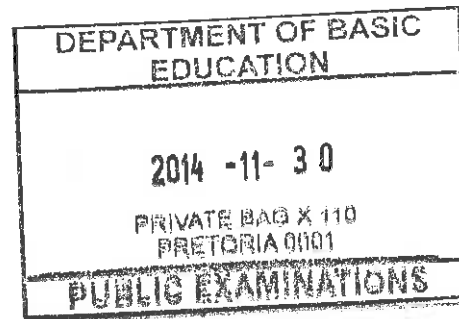 DEPARTMENT OF BASIC
EDUCATION
2014 -11- 30
PRIVATE BAG X 110
PRETORIA 0001
PUBLIC EXAMINATIONS